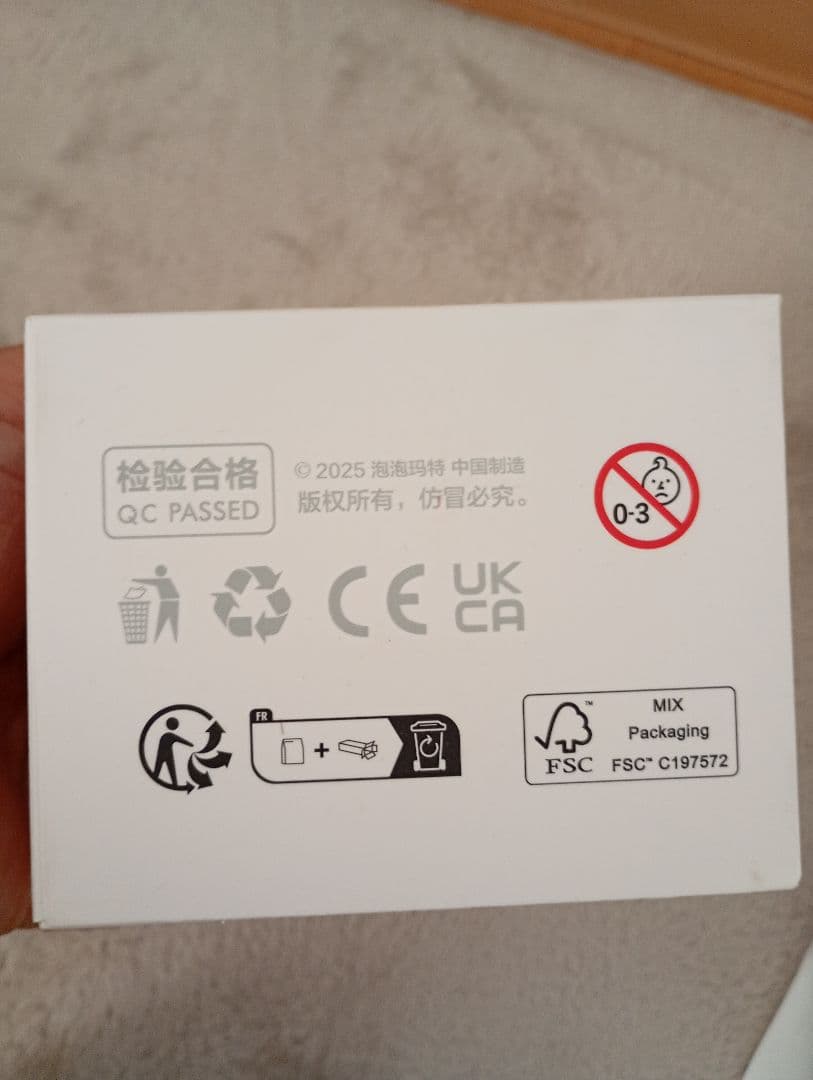 检验合格
QC PASSED
© 2025 泡泡玛特 中国制造
版权所有，仿冒必究。
0-3
CE
UK
CA
FR
+
FSC™
MIX
Packaging
FSC™ C197572